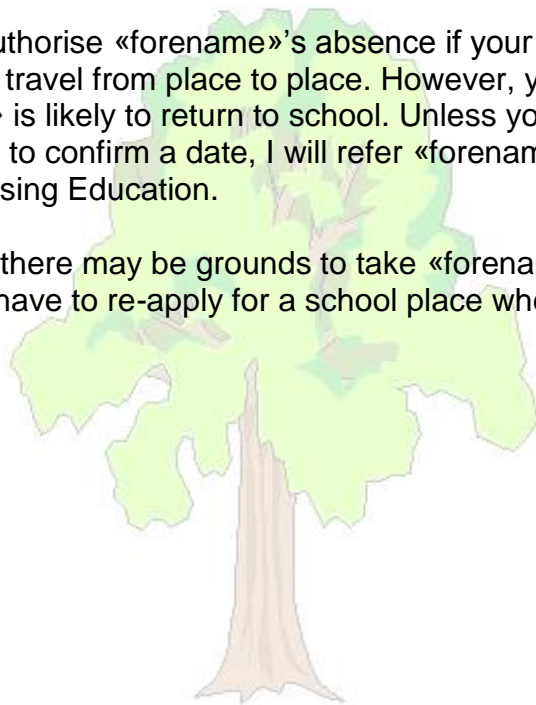 uthorise «forename»'s absence if your
travel from place to place. However, y
» is likely to return to school. Unless yo
to confirm a date, I will refer «forenam
sing Education.
there may be grounds to take «forena
have to re-apply for a school place whe